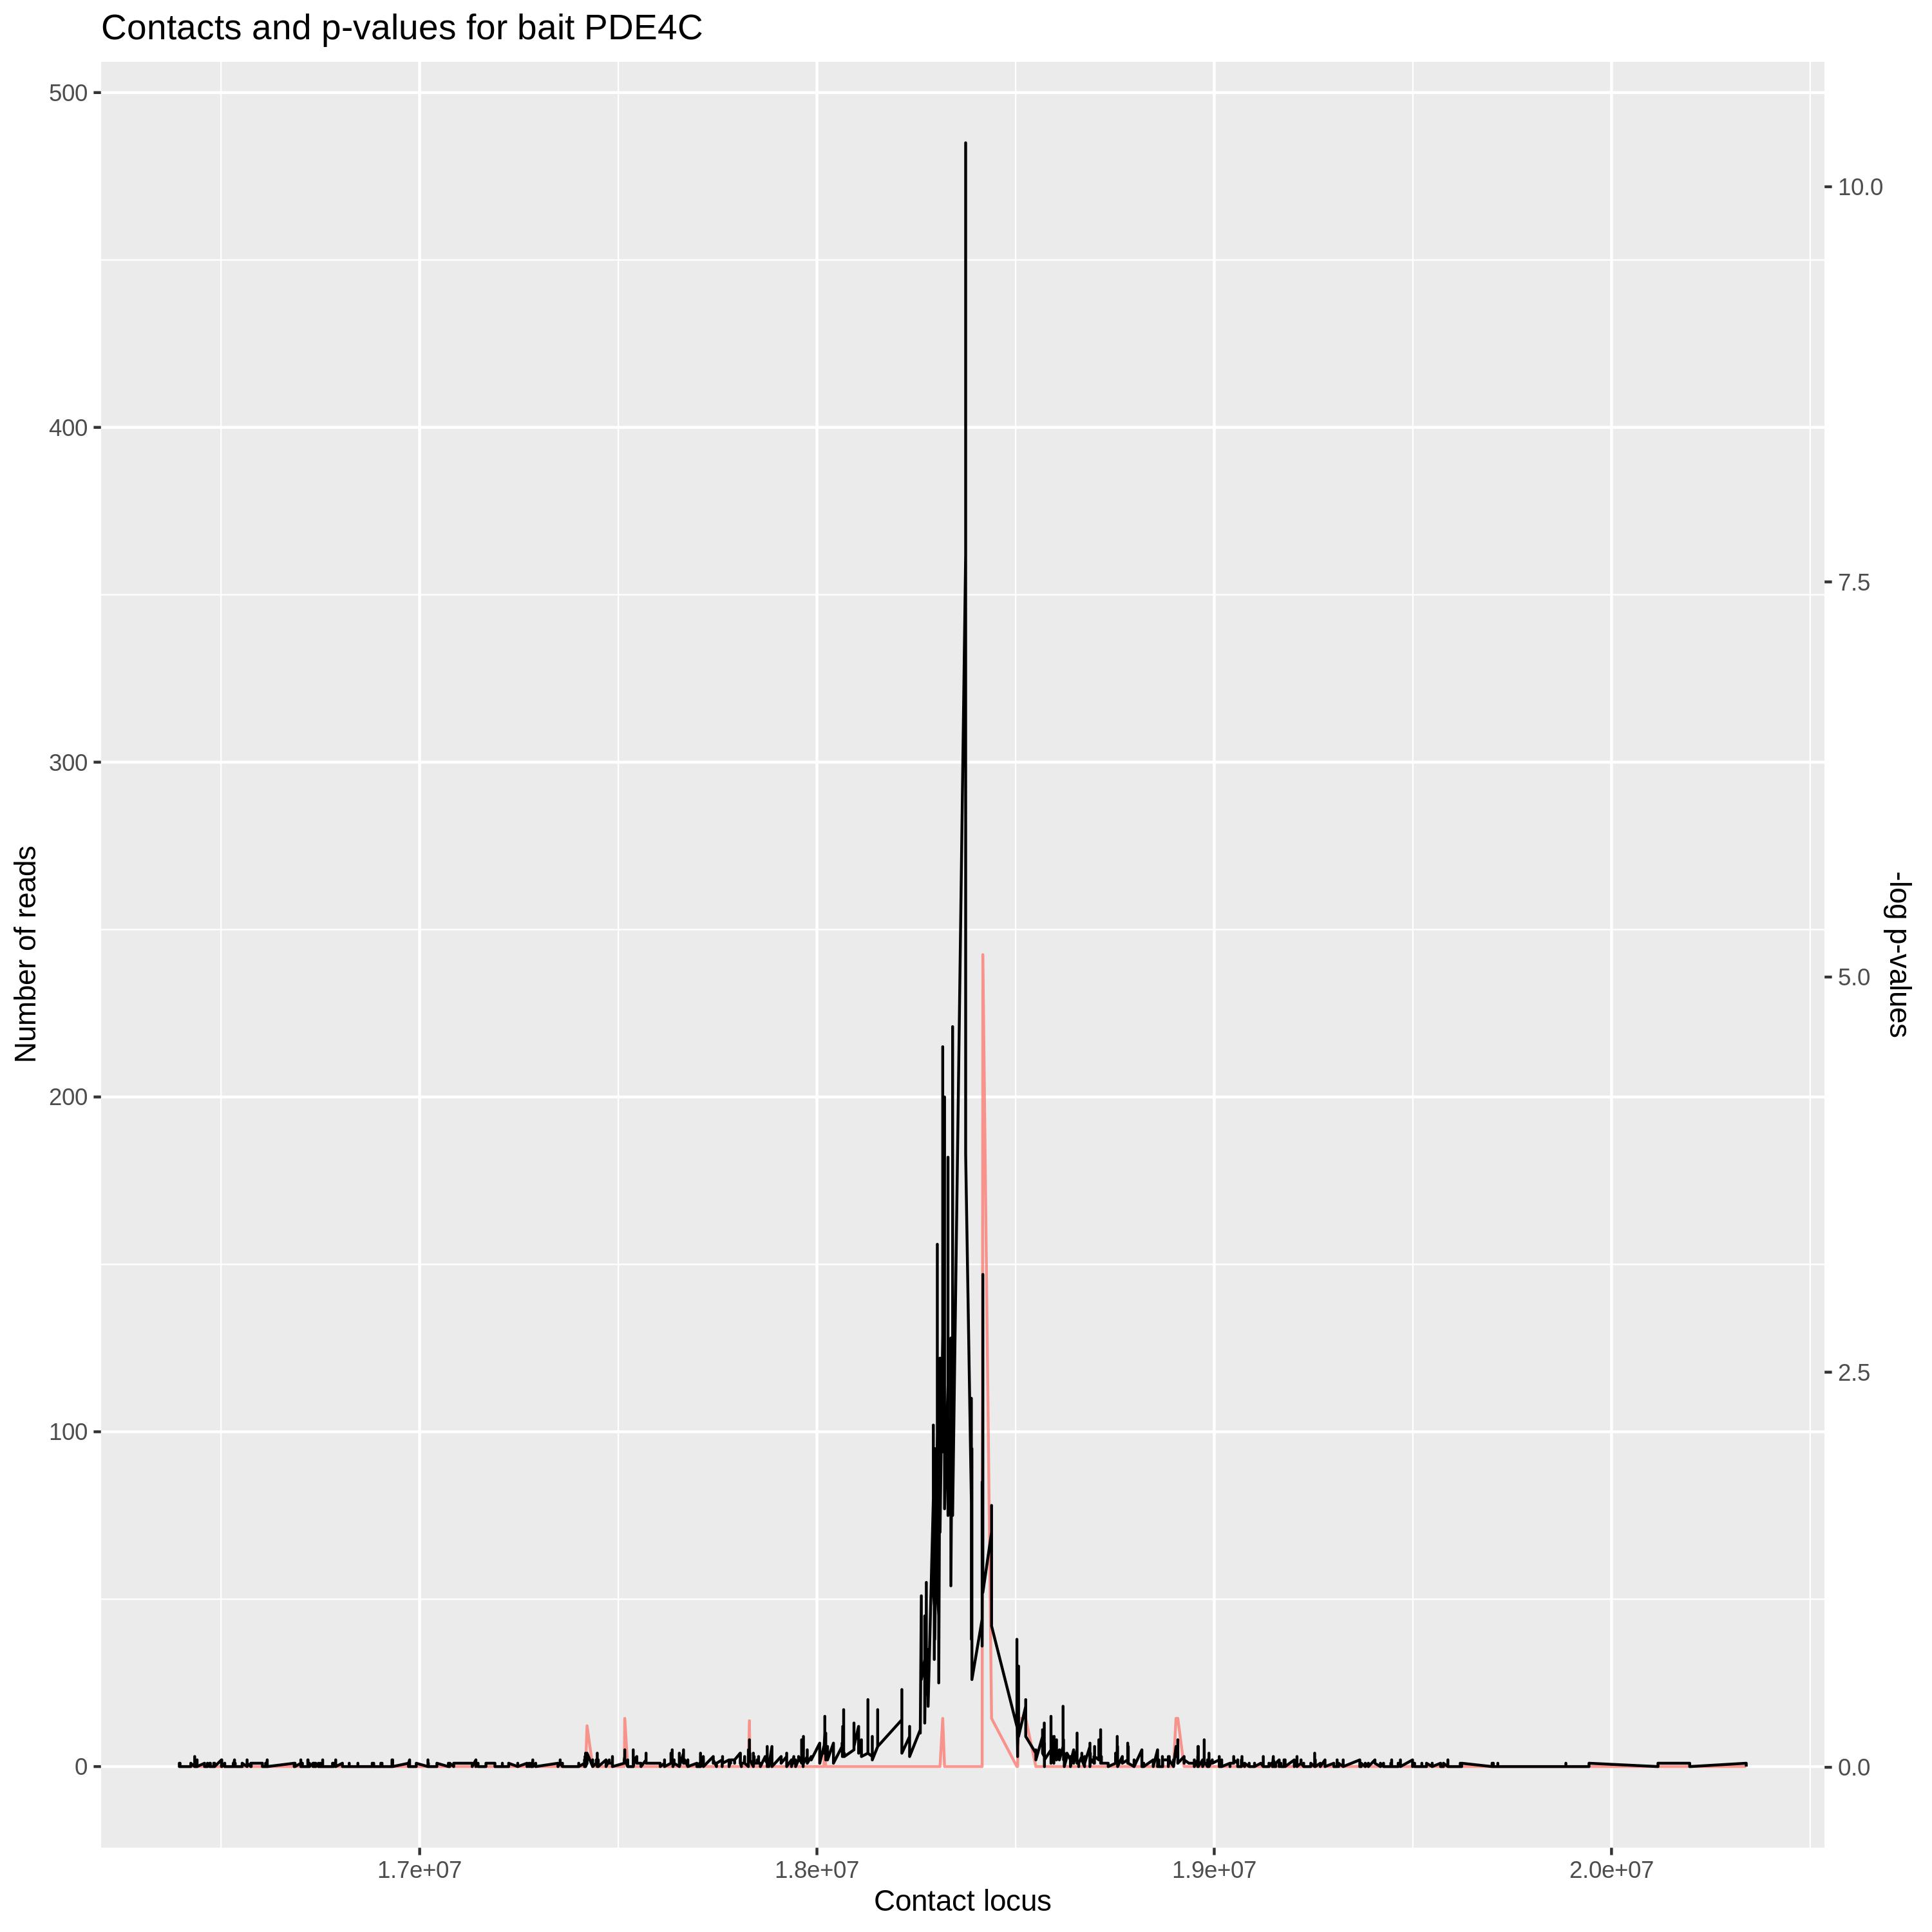 Contacts and p-values for bait PDE4C
500
400
300
200
100
0
Number of reads
10.0
7.5
5.0
2.5
0.0
-log p-values
1.7e+07
1.8e+07
1.9e+07
2.0e+07
Contact locus